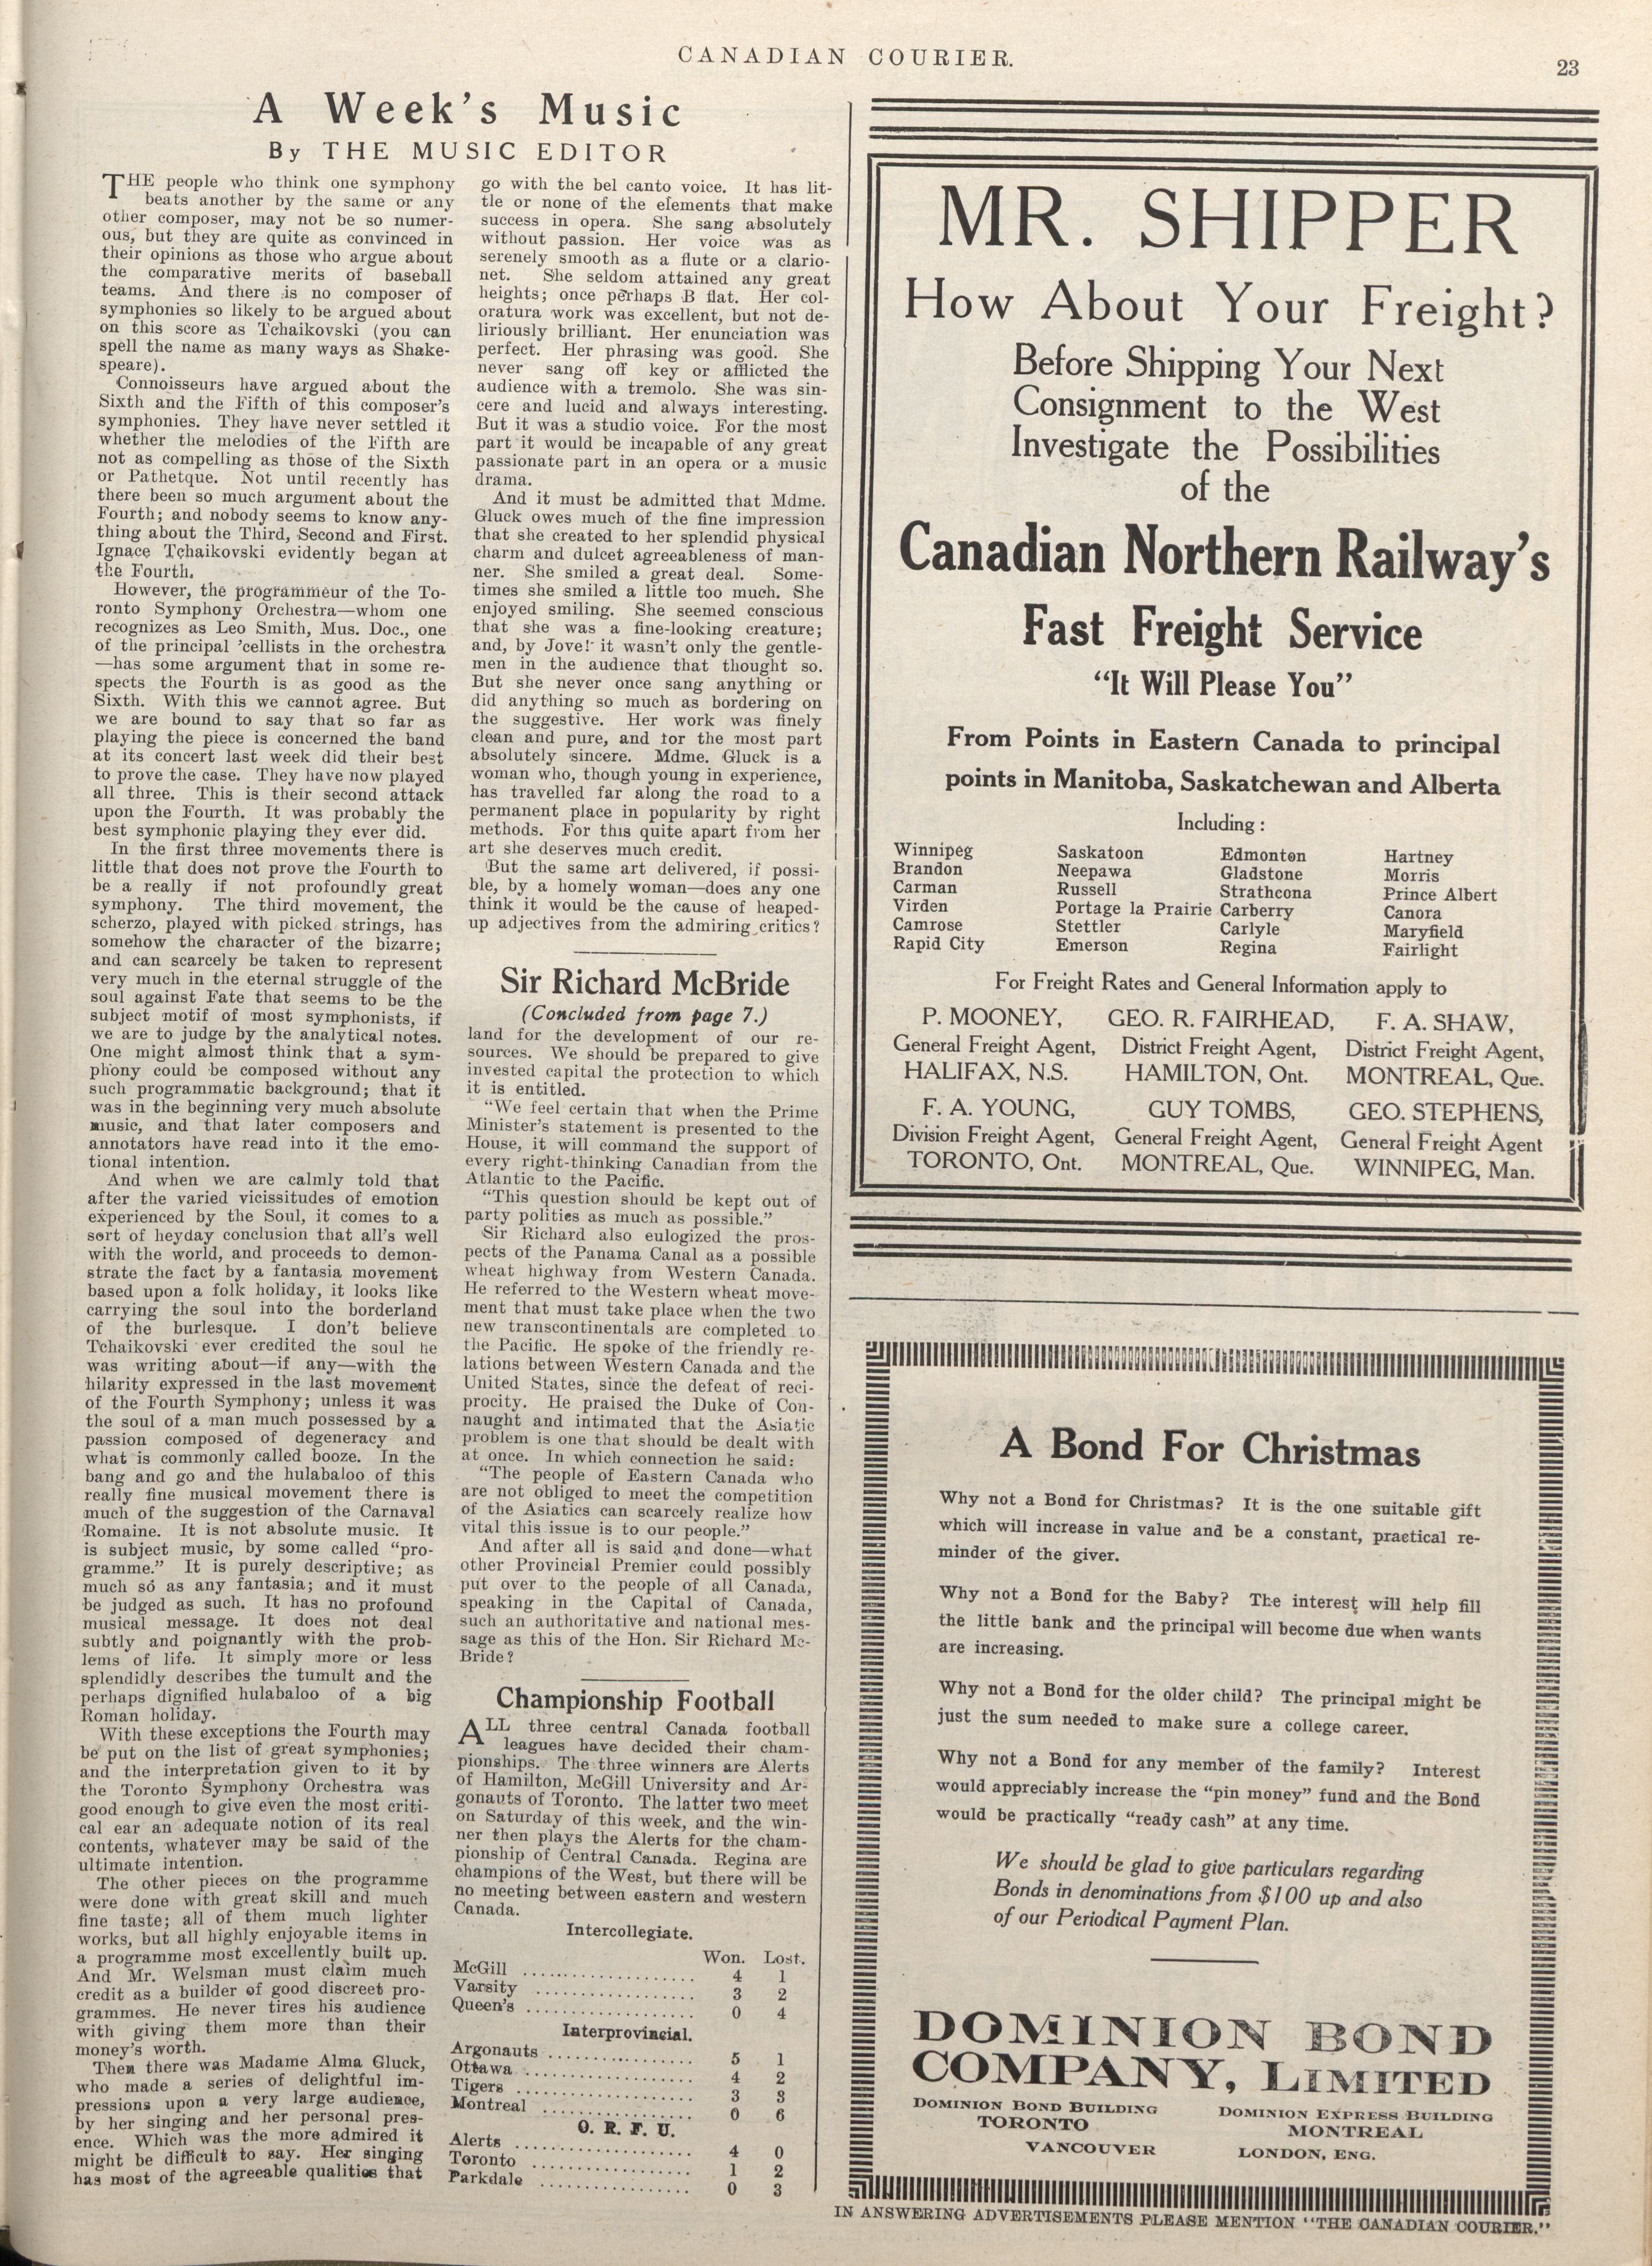 CANADIAN COURIER.
23
A Week's Music
By THE MUSIC EDITOR
THE people who think one symphony
beats another by the same or any
other composer, may not be so numer-
ous, but they are quite as convinced in
their opinions as those who argue about
the comparative merits of baseball
teams. And there is no composer of
symphonies so likely to be argued about
on this score as Tchaikovski (you can
spell the name as many ways as Shake-
speare).
Connoisseurs have argued about the
Sixth and the Fifth of this composer's
symphonies. They have never settled it
whether the melodies of the Fifth are
not as compelling as those of the Sixth
or Pathetque. Not until recently has
there been so much argument about the
Fourth; and nobody seems to know any-
thing about the Third, Second and First.
Ignace Tchaikovski evidently began at
the Fourth.
However, the programmeur of the To-
ronto Symphony Orchestra—whom one
recognizes as Leo Smith, Mus. Doc., one
of the principal 'cellists in the orchestra
—has some argument that in some re-
spects the Fourth is as good as the
Sixth. With this we cannot agree. But
we are bound to say that so far as
playing the piece is concerned the band
at its concert last week did their best
to prove the case. They have now played
all three. This is their second attack
upon the Fourth. It was probably the
best symphonic playing they ever did.
In the first three movements there is
little that does not prove the Fourth to
be a really if not profoundly great
symphony. The third movement, the
scherzo, played with picked strings, has
somehow the character of the bizarre;
and can scarcely be taken to represent
very much in the eternal struggle of the
soul against Fate that seems to be the
subject motif of most symphonists, if
we are to judge by the analytical notes.
One might almost think that a sym-
phony could be composed without any
such programmatic background; that it
was in the beginning very much absolute
music, and that later composers and
annotators have read into it the emo-
tional intention.
And when we are calmly told that
after the varied vicissitudes of emotion
experienced by the Soul, it comes to a
sort of heyday conclusion that all's well
with the world, and proceeds to demon-
strate the fact by a fantasia movement
based upon a folk holiday, it looks like
carrying the soul into the borderland
of the burlesque. I don't believe
Tchaikovski ever credited the soul he
was writing about—if any—with the
hilarity expressed in the last movement
of the Fourth Symphony; unless it was
the soul of a man much possessed by a
passion composed of degeneracy and
what is commonly called booze. In the
bang and go and the hulabaloo of this
really fine musical movement there is
much of the suggestion of the Carnaval
Romaine. It is not absolute music. It
is subject music, by some called "pro-
gramme." It is purely descriptive; as
much so as any fantasia; and it must
be judged as such. It has no profound
musical message. It does not deal
subtly and poignantly with the prob-
lems of life. It simply more or less
splendidly describes the tumult and the
perhaps dignified hulabaloo of a big
Roman holiday.
With these exceptions the Fourth may
be put on the list of great symphonies;
and the interpretation given to it by
the Toronto Symphony Orchestra was
good enough to give even the most criti-
cal ear an adequate notion of its real
contents, whatever may be said of the
ultimate intention.
The other pieces on the programme
were done with great skill and much
fine taste; all of them much lighter
works, but all highly enjoyable items in
a programme most excellently built up.
And Mr. Welsman must claim much
credit as a builder of good discreet pro-
grammes. He never tires his audience
with giving them more than their
money's worth.
Then there was Madame Alma Gluck,
who made a series of delightful im-
pressions upon a very large audience,
by her singing and her personal pres-
ence. Which was the more admired it
might be difficult to say. Her singing
has most of the agreeable qualities that
go with the bel canto voice. It has lit-
tle or none of the elements that make
success in opera. She sang absolutely
without passion. Her voice was as
serenely smooth as a flute or a clario-
net. She seldom attained any great
heights; once perhaps B flat. Her col-
oratura work was excellent, but not de-
liriously brilliant. Her enunciation was
perfect. Her phrasing was good. She
never sang off key or afflicted the
audience with a tremolo. She was sin-
cere and lucid and always interesting.
But it was a studio voice. For the most
part it would be incapable of any great
passionate part in an opera or a music
drama.
And it must be admitted that Mdme.
Gluck owes much of the fine impression
that she created to her splendid physical
charm and dulcet agreeableness of man-
ner. She smiled a great deal. Some-
times she smiled a little too much. She
enjoyed smiling. She seemed conscious
that she was a fine-looking creature;
and, by Jove! it wasn't only the gentle-
men in the audience that thought so.
But she never once sang anything or
did anything so much as bordering on
the suggestive. Her work was finely
clean and pure, and for the most part
absolutely sincere. Mdme. Gluck is a
woman who, though young in experience,
has travelled far along the road to a
permanent place in popularity by right
methods. For this quite apart from her
art she deserves much credit.
But the same art delivered, if possi-
ble, by a homely woman—does any one
think it would be the cause of heaped-
up adjectives from the admiring critics?
Sir Richard McBride
(Concluded from page 7.)
land for the development of our re-
sources. We should be prepared to give
invested capital the protection to which
it is entitled.
"We feel certain that when the Prime
Minister's statement is presented to the
House, it will command the support of
every right-thinking Canadian from the
Atlantic to the Pacific.
"This question should be kept out of
party polities as much as possible."
Sir Richard also eulogized the pros-
pects of the Panama Canal as a possible
wheat highway from Western Canada.
He referred to the Western wheat move-
ment that must take place when the two
new transcontinentals are completed to
the Pacific. He spoke of the friendly re-
lations between Western Canada and the
United States, since the defeat of reci-
procity. He praised the Duke of Con-
naught and intimated that the Asiatic
problem is one that should be dealt with
at once. In which connection he said:
"The people of Eastern Canada who
are not obliged to meet the competition
of the Asiatics can scarcely realize how
vital this issue is to our people."
And after all is said and done—what
other Provincial Premier could possibly
put over to the people of all Canada,
speaking in the Capital of Canada,
such an authoritative and national mes-
sage as this of the Hon. Sir Richard Mc-
Bride?
Championship Football
ALL three central Canada football
leagues have decided their cham-
pionships. The three winners are Alerts
of Hamilton, McGill University and Ar-
gonauts of Toronto. The latter two meet
on Saturday of this week, and the win-
ner then plays the Alerts for the cham-
pionship of Central Canada. Regina are
champions of the West, but there will be
no meeting between eastern and western
Canada.
Intercollegiate.
Won. Lost.
McGill .................... 4 1
Varsity .................. 3 2
Queen's ................... 0 4
Interprovincial.
Argonauts ................. 5 1
Ottawa .................... 4 2
Tigers .................... 3 3
Montreal .................. 0 6
O. R. F. U.
Alerts .................... 4 0
Toronto ................... 1 2
Parkdale .................. 0 3
MR. SHIPPER
How About Your Freight?
Before Shipping Your Next
Consignment to the West
Investigate the Possibilities
of the
Canadian Northern Railway's
Fast Freight Service
"It Will Please You"
From Points in Eastern Canada to principal
points in Manitoba, Saskatchewan and Alberta
Including:
Winnipeg Saskatoon Edmonton Hartney
Brandon Neepawa Gladstone Morris
Carman Russell Strathcona Prince Albert
Virden Portage la Prairie Carberry Canora
Camrose Stettler Carlyle Maryfield
Rapid City Emerson Regina Fairlight
For Freight Rates and General Information apply to
P. MOONEY, GEO. R. FAIRHEAD, F. A. SHAW,
General Freight Agent, District Freight Agent, District Freight Agent,
HALIFAX, N.S. HAMILTON, Ont. MONTREAL, Que.
F. A. YOUNG, GUY TOMBS, GEO. STEPHENS,
Division Freight Agent, General Freight Agent, General Freight Agent
TORONTO, Ont. MONTREAL, Que. WINNIPEG, Man.
A Bond For Christmas
Why not a Bond for Christmas? It is the one suitable gift
which will increase in value and be a constant, practical re-
minder of the giver.
Why not a Bond for the Baby? The interest will help fill
the little bank and the principal will become due when wants
are increasing.
Why not a Bond for the older child? The principal might be
just the sum needed to make sure a college career.
Why not a Bond for any member of the family? Interest
would appreciably increase the "pin money" fund and the Bond
would be practically "ready cash" at any time.
We should be glad to give particulars regarding
Bonds in denominations from $100 up and also
of our Periodical Payment Plan.
DOMINION BOND
COMPANY, LIMITED
DOMINION BOND BUILDING DOMINION EXPRESS BUILDING
TORONTO MONTREAL
VANCOUVER LONDON, ENG.
IN ANSWERING ADVERTISEMENTS PLEASE MENTION "THE CANADIAN COURIER."